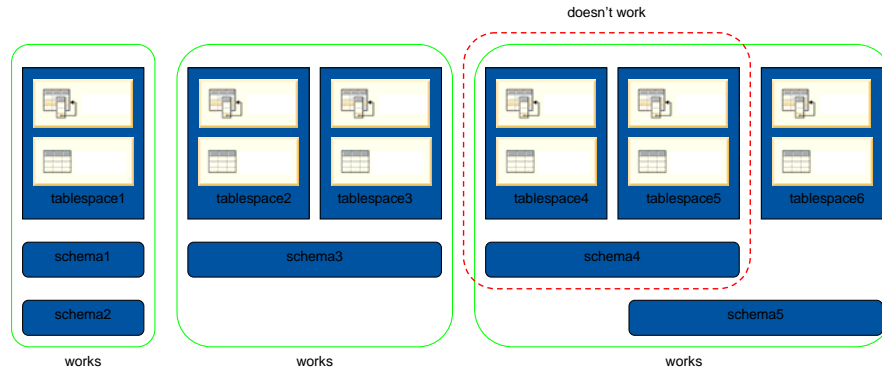 doesn't work
tablespace1
tablespace2
tablespace3
tablespace4
tablespace5
tablespace6
schema1
schema3
schema4
schema2
schema5
works
works
works